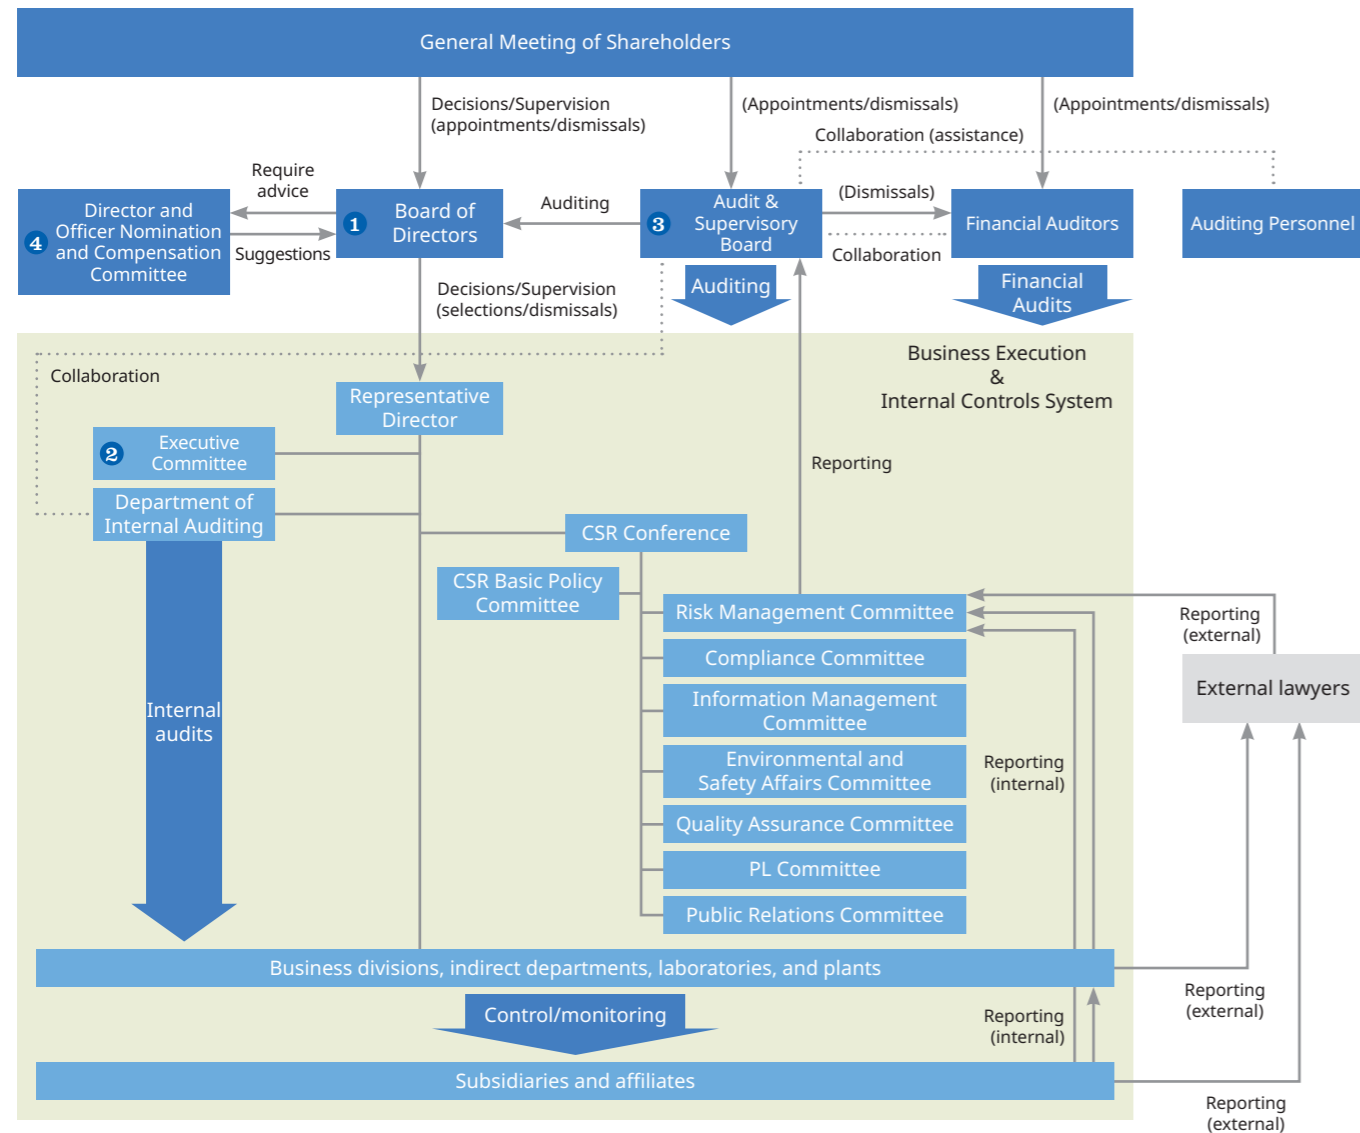 General Meeting of Shareholders
Decisions/Supervision
(appointments/dismissals)
(Appointments/dismissals)
(Appointments/dismissals)
Collaboration (assistance)
Require
advice
Suggestions
4
Director and
Officer Nomination
and Compensation
Committee
1
Board of
Directors
Auditing
3
Audit &
Supervisory
Board
(Dismissals)
Collaboration
Financial Auditors
Auditing Personnel
Decisions/Supervision
(selections/dismissals)
Auditing
Financial
Audits
Business Execution
&
Internal Controls System
Collaboration
Representative
Director
2
Executive
Committee
Department of
Internal Auditing
Reporting
CSR Conference
CSR Basic Policy
Committee
Risk Management Committee
Compliance Committee
Information Management
Committee
Environmental and
Safety Affairs Committee
Quality Assurance Committee
PL Committee
Public Relations Committee
Reporting
(external)
External lawyers
Internal
audits
Reporting
(internal)
Business divisions, indirect departments, laboratories, and plants
Control/monitoring
Reporting
(internal)
Reporting
(external)
Subsidiaries and affiliates
Reporting
(external)